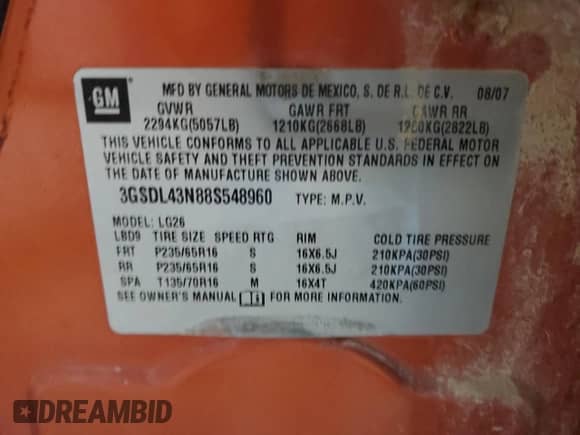 GM
MFD BY GENERAL MOTORS DE MEXICO, S. DE R.L. DE C.V. 08/07
GVWR GAWR FRT GAWR RR
2294KG(5057LB) 1210KG(2668LB) 1280KG(2822LB)
THIS VEHICLE CONFORMS TO ALL APPLICABLE U.S. FEDERAL MOTOR
VEHICLE SAFETY AND THEFT PREVENTION STANDARDS IN EFFECT ON
THE DATE OF MANUFACTURE SHOWN ABOVE.
3GSDL43N88S548960 TYPE: M.P.V.
MODEL: LG26
LBD9 TIRE SIZE SPEED RTG RIM COLD TIRE PRESSURE
FRT P235/65R16 S 16X6.5J 210KPA(30PSI)
RR P235/65R16 S 16X6.5J 210KPA(30PSI)
SPA T135/70R16 M 16X4T 420KPA(60PSI)
SEE OWNER'S MANUAL FOR MORE INFORMATION.
DREAMBID